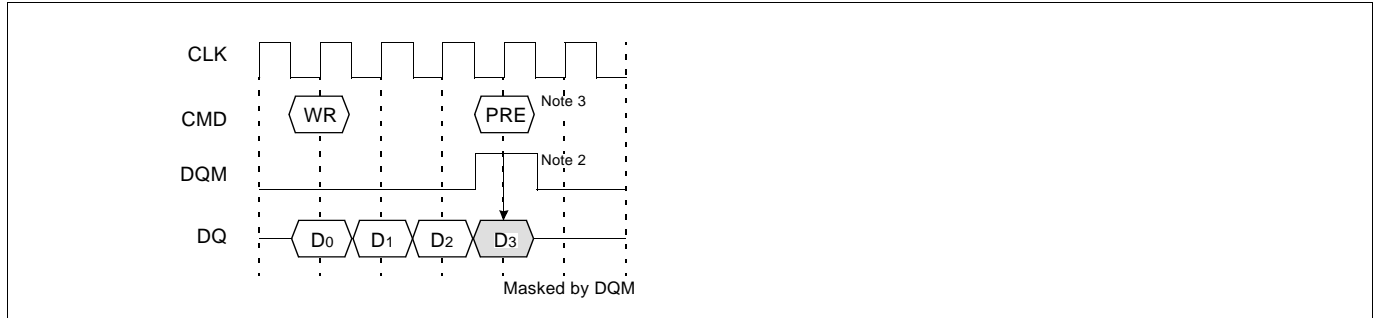 CLK
CMD WR PRE Note 3
DQM Note 2
DQ D0 D1 D2 D3
Masked by DQM